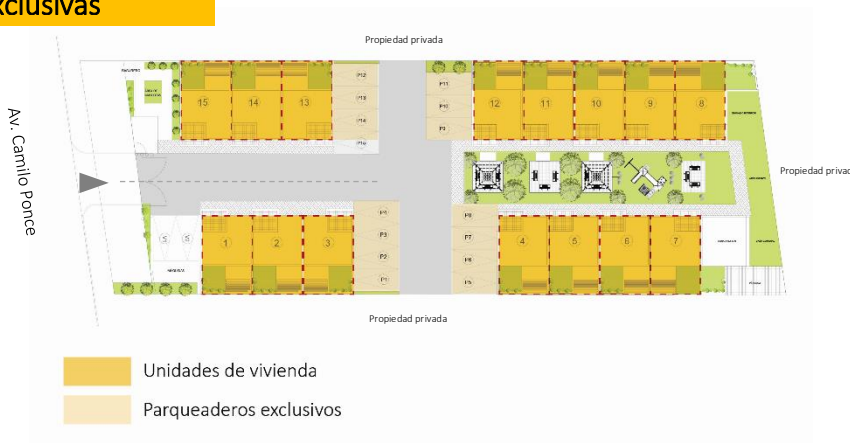 xclusivas
Propiedad privada
P12
P13
P14
P11
P10
15
14
13
12
11
10
9
8
Av. Camilo Ponce
Propiedad privad
S
S
1
2
3
P3
P2
P1
P8
P7
P6
P5
4
5
6
7
Propiedad privada
Unidades de vivienda
Parqueaderos exclusivos